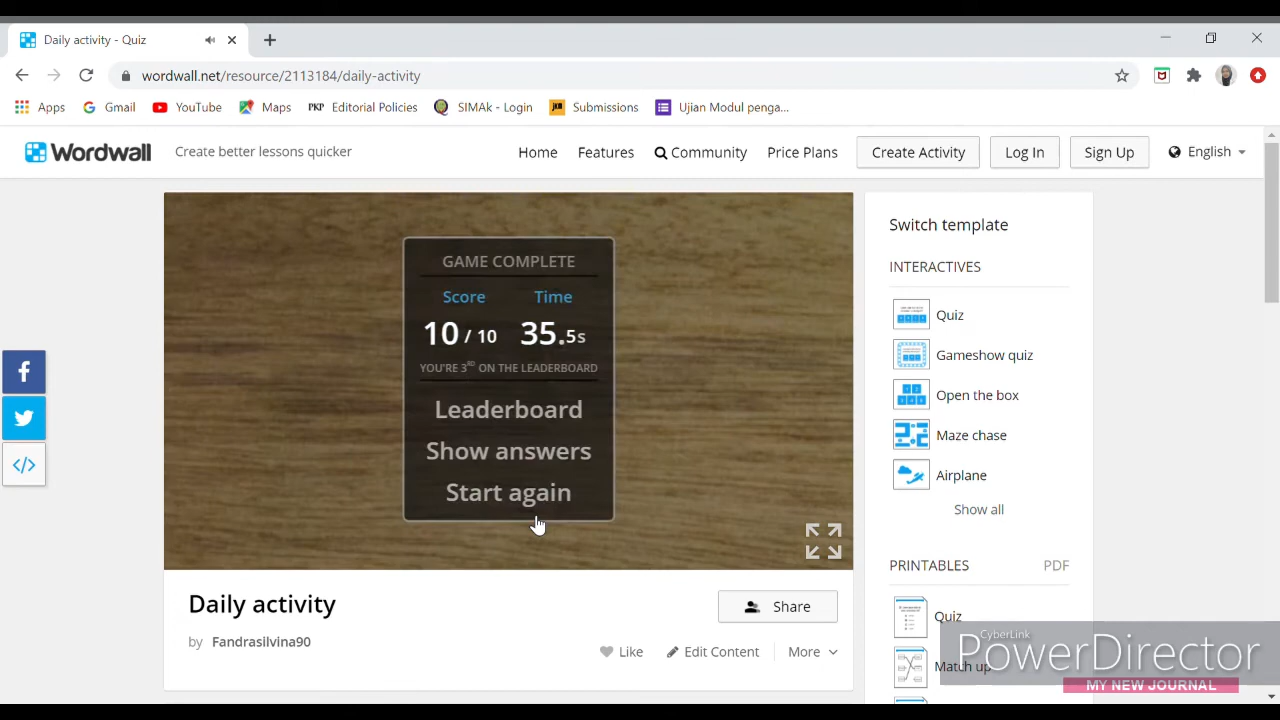 Daily activity - Quiz
wordwall.net/resource/2113184/daily-activity
Apps Gmail YouTube Maps PKP Editorial Policies SIMAk - Login Submissions Ujian Modul penga...
Wordwall Create better lessons quicker Home Features Community Price Plans Create Activity Log In Sign Up English
GAME COMPLETE
Score Time
10 / 10 35.5s
YOU'RE 3RD ON THE LEADERBOARD
Leaderboard
Show answers
Start again
Daily activity
Share
by Fandrasilvina90
Like Edit Content More
Switch template
INTERACTIVES
Quiz
Gameshow quiz
Open the box
Maze chase
Airplane
Show all
PRINTABLES PDF
Quiz
Match up
CyberLink
PowerDirector
MY NEW JOURNAL